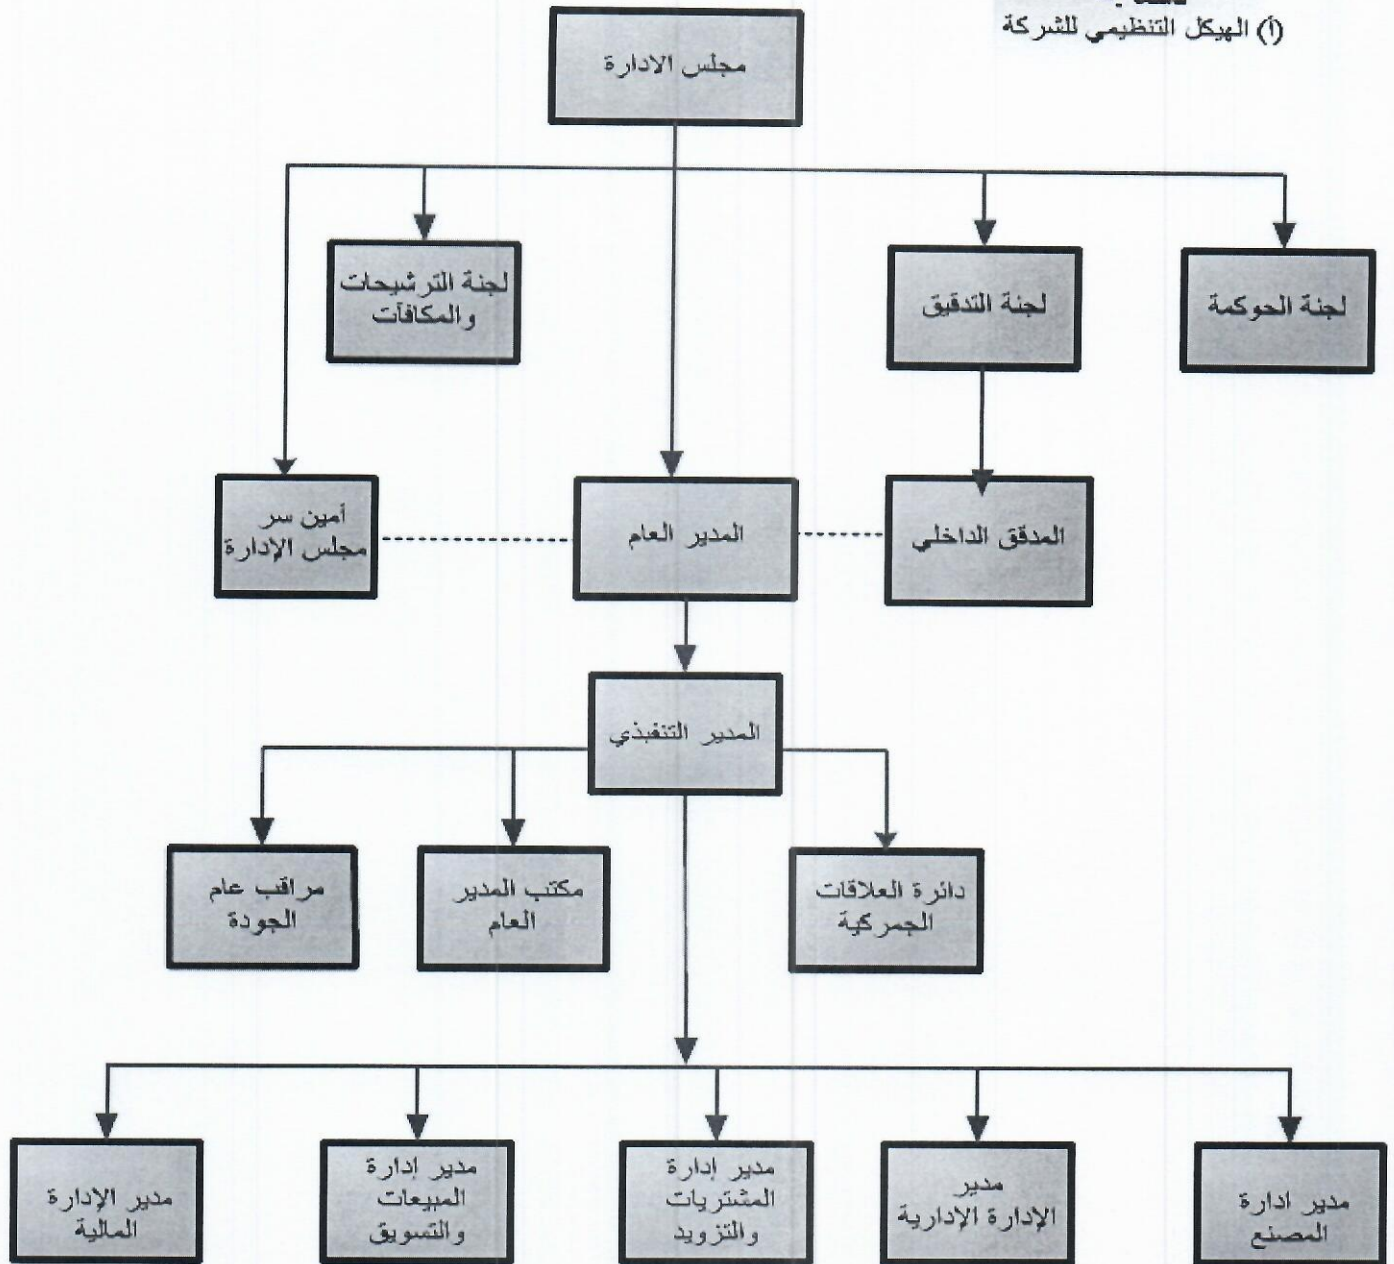 (أ) الهيكل التنظيمي للشركة
مجلس الادارة
لجنة الحوكمة
لجنة التدقيق
لجنة الترشيحات
والمكافآت
المدقق الداخلي
المدير العام
أمين سر
مجلس الإدارة
المدير التنفيذي
دائرة العلاقات
الجمركية
مكتب المدير
العام
مراقب عام
الجودة
مدير ادارة
المصنع
مدير
الإدارة الإدارية
مدير إدارة
المشتريات
والتزويد
مدير إدارة
المبيعات
والتسويق
مدير الإدارة
المالية